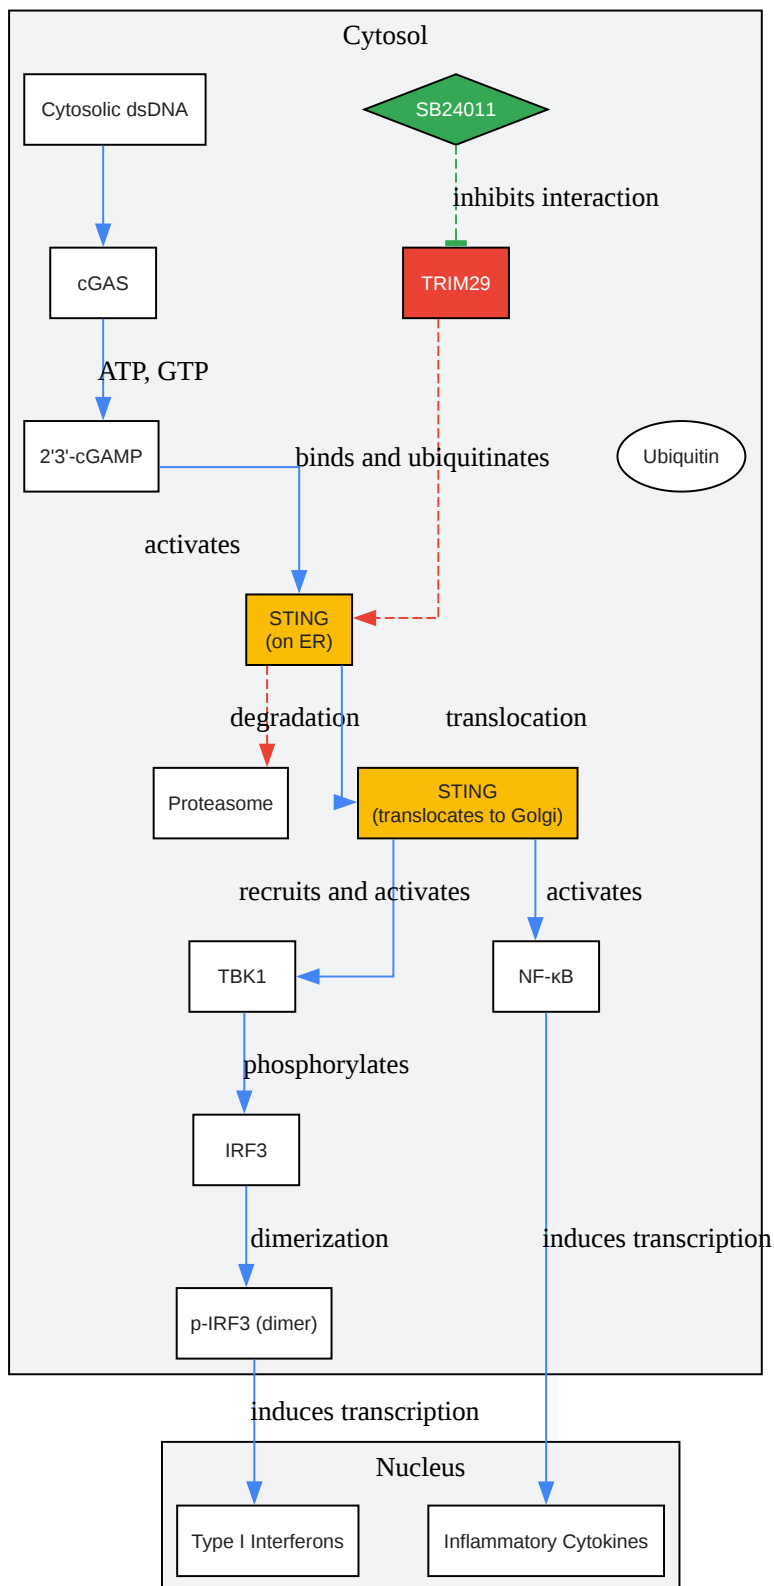 Cytosol
Cytosolic dsDNA
SB24011
inhibits interaction
cGAS
TRIM29
ATP, GTP
2'3'-cGAMP
binds and ubiquitinates
Ubiquitin
activates
STING
(on ER)
degradation
translocation
Proteasome
STING
(translocates to Golgi)
recruits and activates
activates
TBK1
NF-κB
phosphorylates
IRF3
dimerization
induces transcription
p-IRF3 (dimer)
induces transcription
Nucleus
Type I Interferons
Inflammatory Cytokines